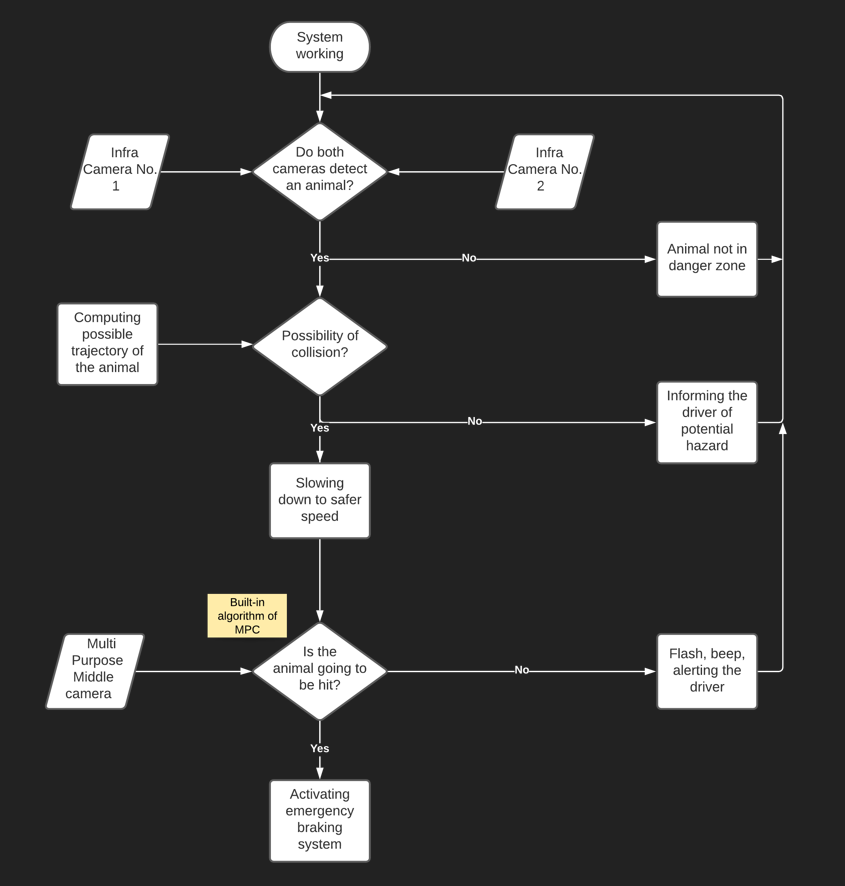 System
working
Infra
Camera No.
1
Do both
cameras detect
an animal?
Infra
Camera No.
2
Yes
No
Animal not in
danger zone
Computing
possible
trajectory of
the animal
Possibility of
collision?
Yes
No
Informing the
driver of
potential
hazard
Slowing
down to safer
speed
Built-in
algorithm of
MPC
Multi
Purpose
Middle
camera
Is the
animal going to
be hit?
No
Flash, beep,
alerting the
driver
Yes
Activating
emergency
braking
system